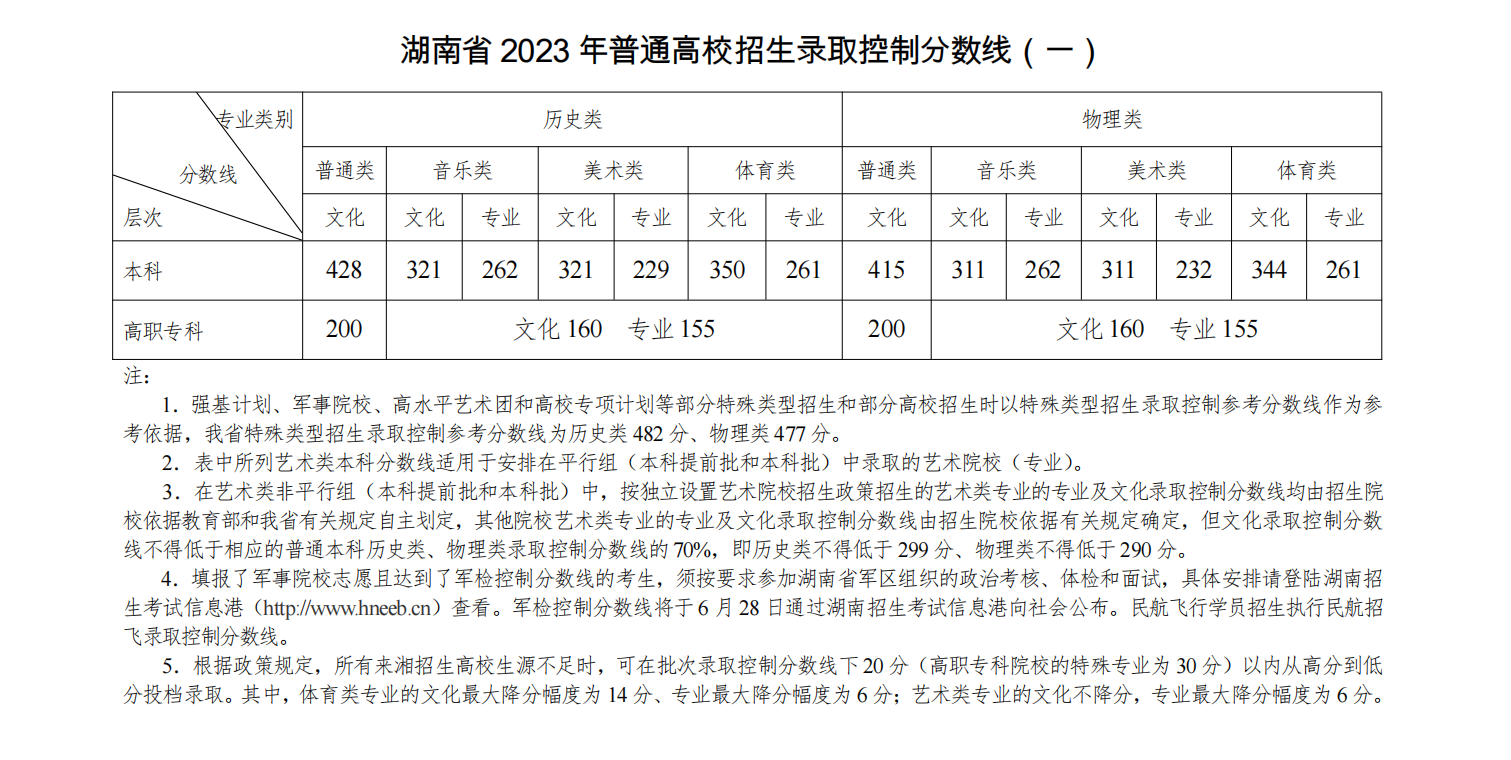 湖南省 2023 年普通高校招生录取控制分数线（一）
专业类别 历史类 物理类
分数线 普通类 音乐类 美术类 体育类 普通类 音乐类 美术类 体育类
层次 文化 文化 专业 文化 专业 文化 专业 文化 文化 专业 文化 专业 文化 专业
本科 428 321 262 321 229 350 261 415 311 262 311 232 344 261
高职专科 200 文化 160 专业 155 200 文化 160 专业 155
注：
1．强基计划、军事院校、高水平艺术团和高校专项计划等部分特殊类型招生和部分高校招生时以特殊类型招生录取控制参考分数线作为参
考依据，我省特殊类型招生录取控制参考分数线为历史类 482 分、物理类 477 分。
2．表中所列艺术类本科分数线适用于安排在平行组（本科提前批和本科批）中录取的艺术院校（专业）。
3．在艺术类非平行组（本科提前批和本科批）中，按独立设置艺术院校招生政策招生的艺术类专业的专业及文化录取控制分数线均由招生院
校依据教育部和我省有关规定自主划定，其他院校艺术类专业的专业及文化录取控制分数线由招生院校依据有关规定确定，但文化录取控制分数
线不得低于相应的普通本科历史类、物理类录取控制分数线的 70%，即历史类不得低于 299 分、物理类不得低于 290 分。
4．填报了军事院校志愿且达到了军检控制分数线的考生，须按要求参加湖南省军区组织的政治考核、体检和面试，具体安排请登陆湖南招
生考试信息港（http://www.hneeb.cn）查看。军检控制分数线将于 6 月 28 日通过湖南招生考试信息港向社会公布。民航飞行学员招生执行民航招
飞录取控制分数线。
5．根据政策规定，所有来湘招生高校生源不足时，可在批次录取控制分数线下 20 分（高职专科院校的特殊专业为 30 分）以内从高分到低
分投档录取。其中，体育类专业的文化最大降分幅度为 14 分、专业最大降分幅度为 6 分；艺术类专业的文化不降分，专业最大降分幅度为 6 分。